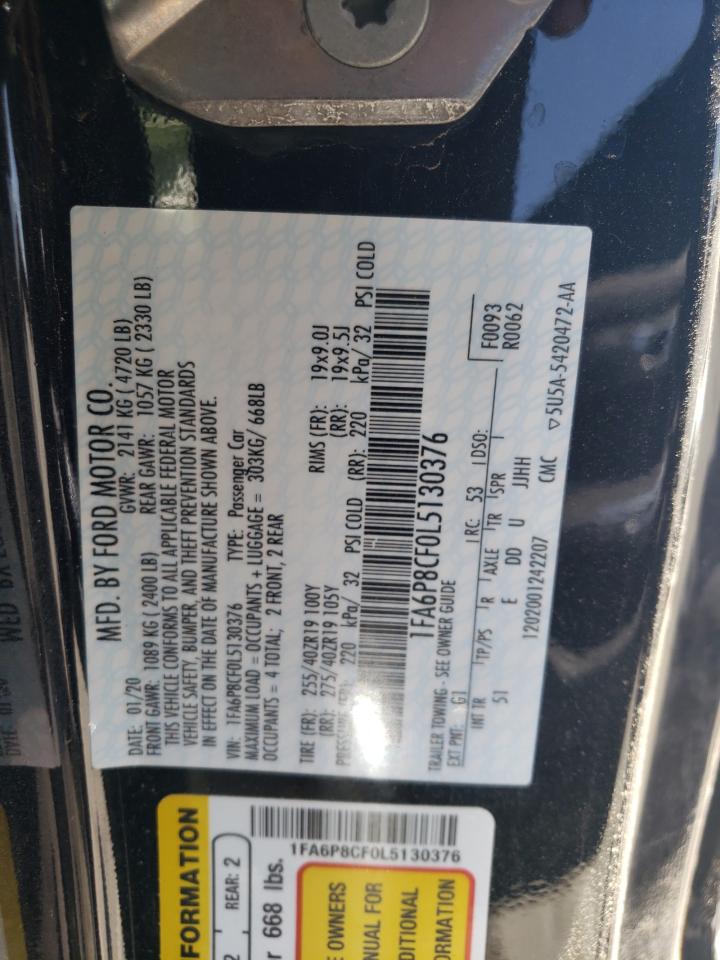 MFD. BY FORD MOTOR CO.
DATE: 01/20 GVWR: 2141 KG ( 4720 LB)
FRONT GAWR: 1089 KG ( 2400 LB) REAR GAWR: 1057 KG ( 2330 LB)
THIS VEHICLE CONFORMS TO ALL APPLICABLE FEDERAL MOTOR
VEHICLE SAFETY, BUMPER, AND THEFT PREVENTION STANDARDS
IN EFFECT ON THE DATE OF MANUFACTURE SHOWN ABOVE.
VIN: 1FA6P8CF0L5130376 TYPE: Passenger Car
MAXIMUM LOAD = OCCUPANTS + LUGGAGE = 303KG/ 668LB
OCCUPANTS = 4 TOTAL; 2 FRONT, 2 REAR
TIRE (FR): 255/40ZR19 100Y RIMS (FR): 19x9.0J
(RR): 275/40ZR19 105Y (RR): 19x9.5J
PRESSURE (FR): 220 kPa/ 32 PSI COLD (RR): 220 kPa/ 32 PSI COLD
1FA6P8CF0L5130376
TRAILER TOWING - SEE OWNER GUIDE
EXT PNT: G1 RC: 53 DSO: F0093
R0062
INT TR TP/PS R AXLE TR SPR
51 E DD U JJHH
1202001242207 CMC ▽5U5A-5420472-AA
FORMATION
2 REAR: 2
r 668 lbs.
1FA6P8CF0L5130376
E OWNERS
NUAL FOR
DITIONAL
ORMATION
WED